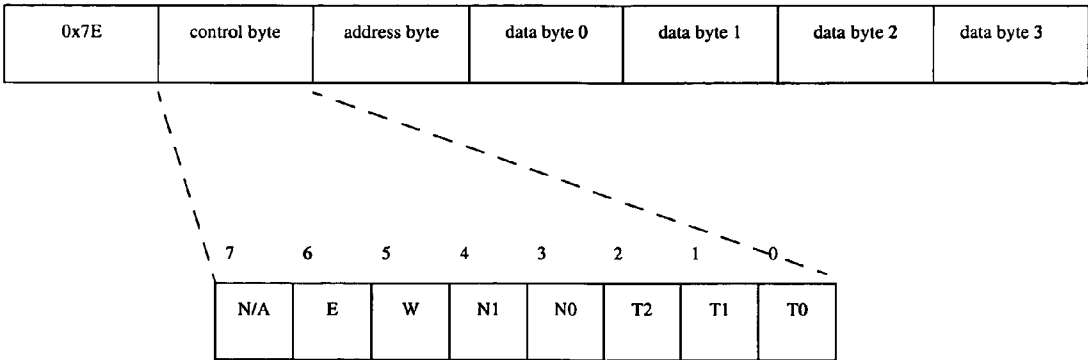 0x7E control byte address byte data byte 0 data byte 1 data byte 2 data byte 3
7 6 5 4 3 2 1 0
N/A E W N1 N0 T2 T1 T0